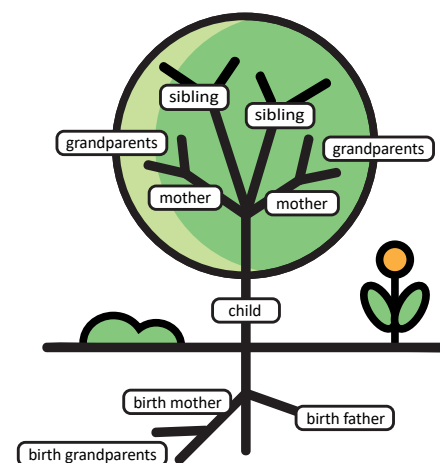 sibling
sibling
grandparents
grandparents
mother
mother
child
birth mother
birth father
birth grandparents